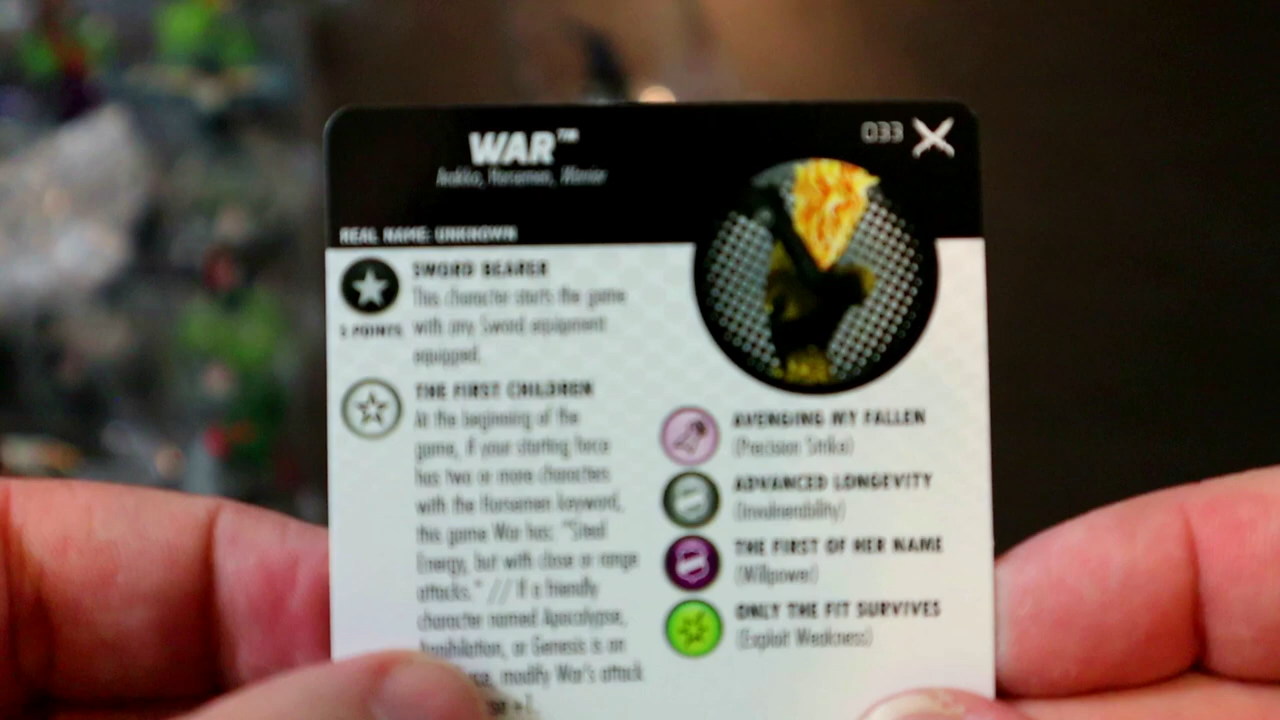 WAR™
033
Arakko, Horsemen, Warrior
REAL NAME: UNKNOWN
SWORD BEARER
This character starts the game
with any Sword equipment
equipped.
5 POINTS
THE FIRST CHILDREN
At the beginning of the
game, if your starting force
has two or more characters
with the Horsemen keyword,
this game War has: "Steal
Energy, but with close or range
attacks." // If a friendly
character named Apocalypse,
Annihilation, or Genesis is on
modify War's attack
+1.
AVENGING MY FALLEN
(Precision Strike)
ADVANCED LONGEVITY
(Invulnerability)
THE FIRST OF HER NAME
(Willpower)
ONLY THE FIT SURVIVES
(Exploit Weakness)